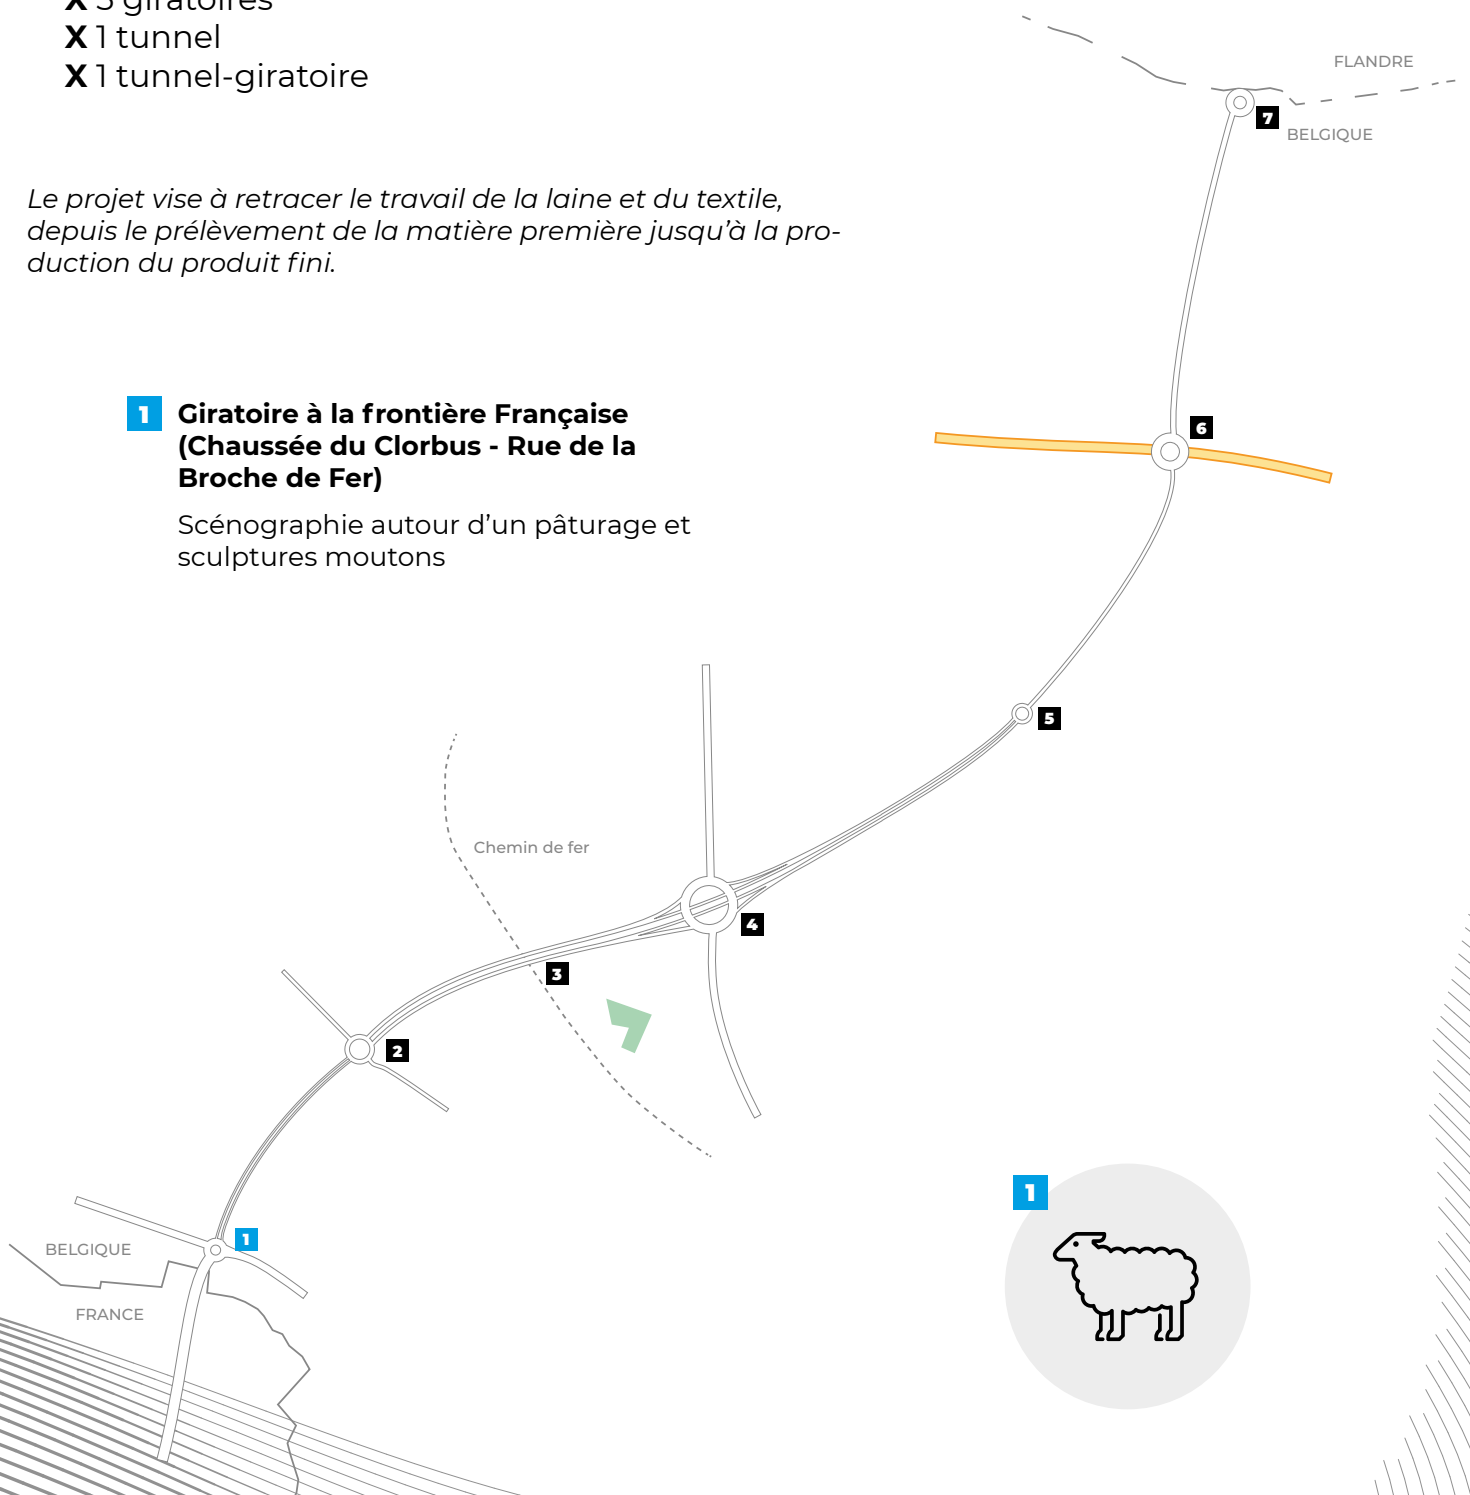 X 5 giratoires
X 1 tunnel
X 1 tunnel-giratoire
FLANDRE
7
BELGIQUE
Le projet vise à retracer le travail de la laine et du textile,
depuis le prélèvement de la matière première jusqu'à la pro-
duction du produit fini.
1 Giratoire à la frontière Française
(Chaussée du Clorbus - Rue de la
Broche de Fer)
Scénographie autour d'un pâturage et
sculptures moutons
6
5
Chemin de fer
4
3
2
1
BELGIQUE
FRANCE
1